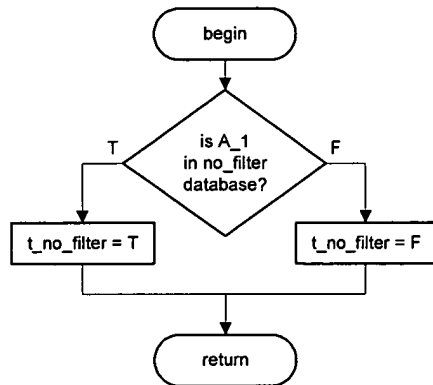 begin
is A_1
in no_filter
database?
T
F
t_no_filter = T
t_no_filter = F
return